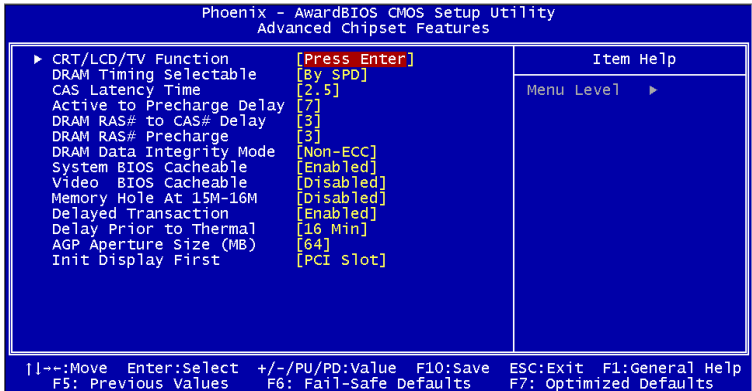 Phoenix - AwardBIOS CMOS Setup Utility
Advanced Chipset Features
▶ CRT/LCD/TV Function [Press Enter]
DRAM Timing Selectable [By SPD]
CAS Latency Time [2.5]
Active to Precharge Delay [7]
DRAM RAS# to CAS# Delay [3]
DRAM RAS# Precharge [3]
DRAM Data Integrity Mode [Non-ECC]
System BIOS Cacheable [Enabled]
Video BIOS Cacheable [Disabled]
Memory Hole At 15M-16M [Disabled]
Delayed Transaction [Enabled]
Delay Prior to Thermal [16 Min]
AGP Aperture Size (MB) [64]
Init Display First [PCI Slot]
Item Help
Menu Level ▶
↑↓→←:Move Enter:Select +/-/PU/PD:Value F10:Save ESC:Exit F1:General Help
F5: Previous Values F6: Fail-Safe Defaults F7: Optimized Defaults